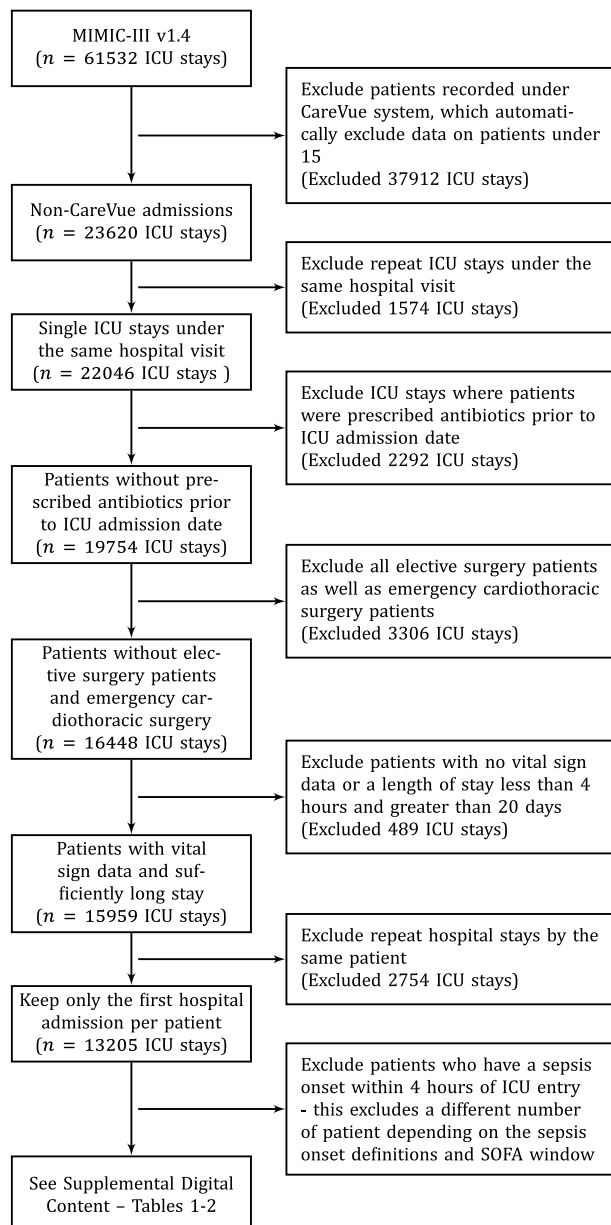 MIMIC-III v1.4
(n = 61532 ICU stays)
Exclude patients recorded under
CareVue system, which automati-
cally exclude data on patients under
15
(Excluded 37912 ICU stays)
Non-CareVue admissions
(n = 23620 ICU stays)
Exclude repeat ICU stays under the
same hospital visit
(Excluded 1574 ICU stays)
Single ICU stays under
the same hospital visit
(n = 22046 ICU stays )
Exclude ICU stays where patients
were prescribed antibiotics prior to
ICU admission date
(Excluded 2292 ICU stays)
Patients without pre-
scribed antibiotics prior
to ICU admission date
(n = 19754 ICU stays)
Exclude all elective surgery patients
as well as emergency cardiothoracic
surgery patients
(Excluded 3306 ICU stays)
Patients without elec-
tive surgery patients
and emergency car-
diothoracic surgery
(n = 16448 ICU stays)
Exclude patients with no vital sign
data or a length of stay less than 4
hours and greater than 20 days
(Excluded 489 ICU stays)
Patients with vital
sign data and suf-
ficiently long stay
(n = 15959 ICU stays)
Exclude repeat hospital stays by the
same patient
(Excluded 2754 ICU stays)
Keep only the first hospital
admission per patient
(n = 13205 ICU stays)
Exclude patients who have a sepsis
onset within 4 hours of ICU entry
- this excludes a different number
of patient depending on the sepsis
onset definitions and SOFA window
See Supplemental Digital
Content – Tables 1-2